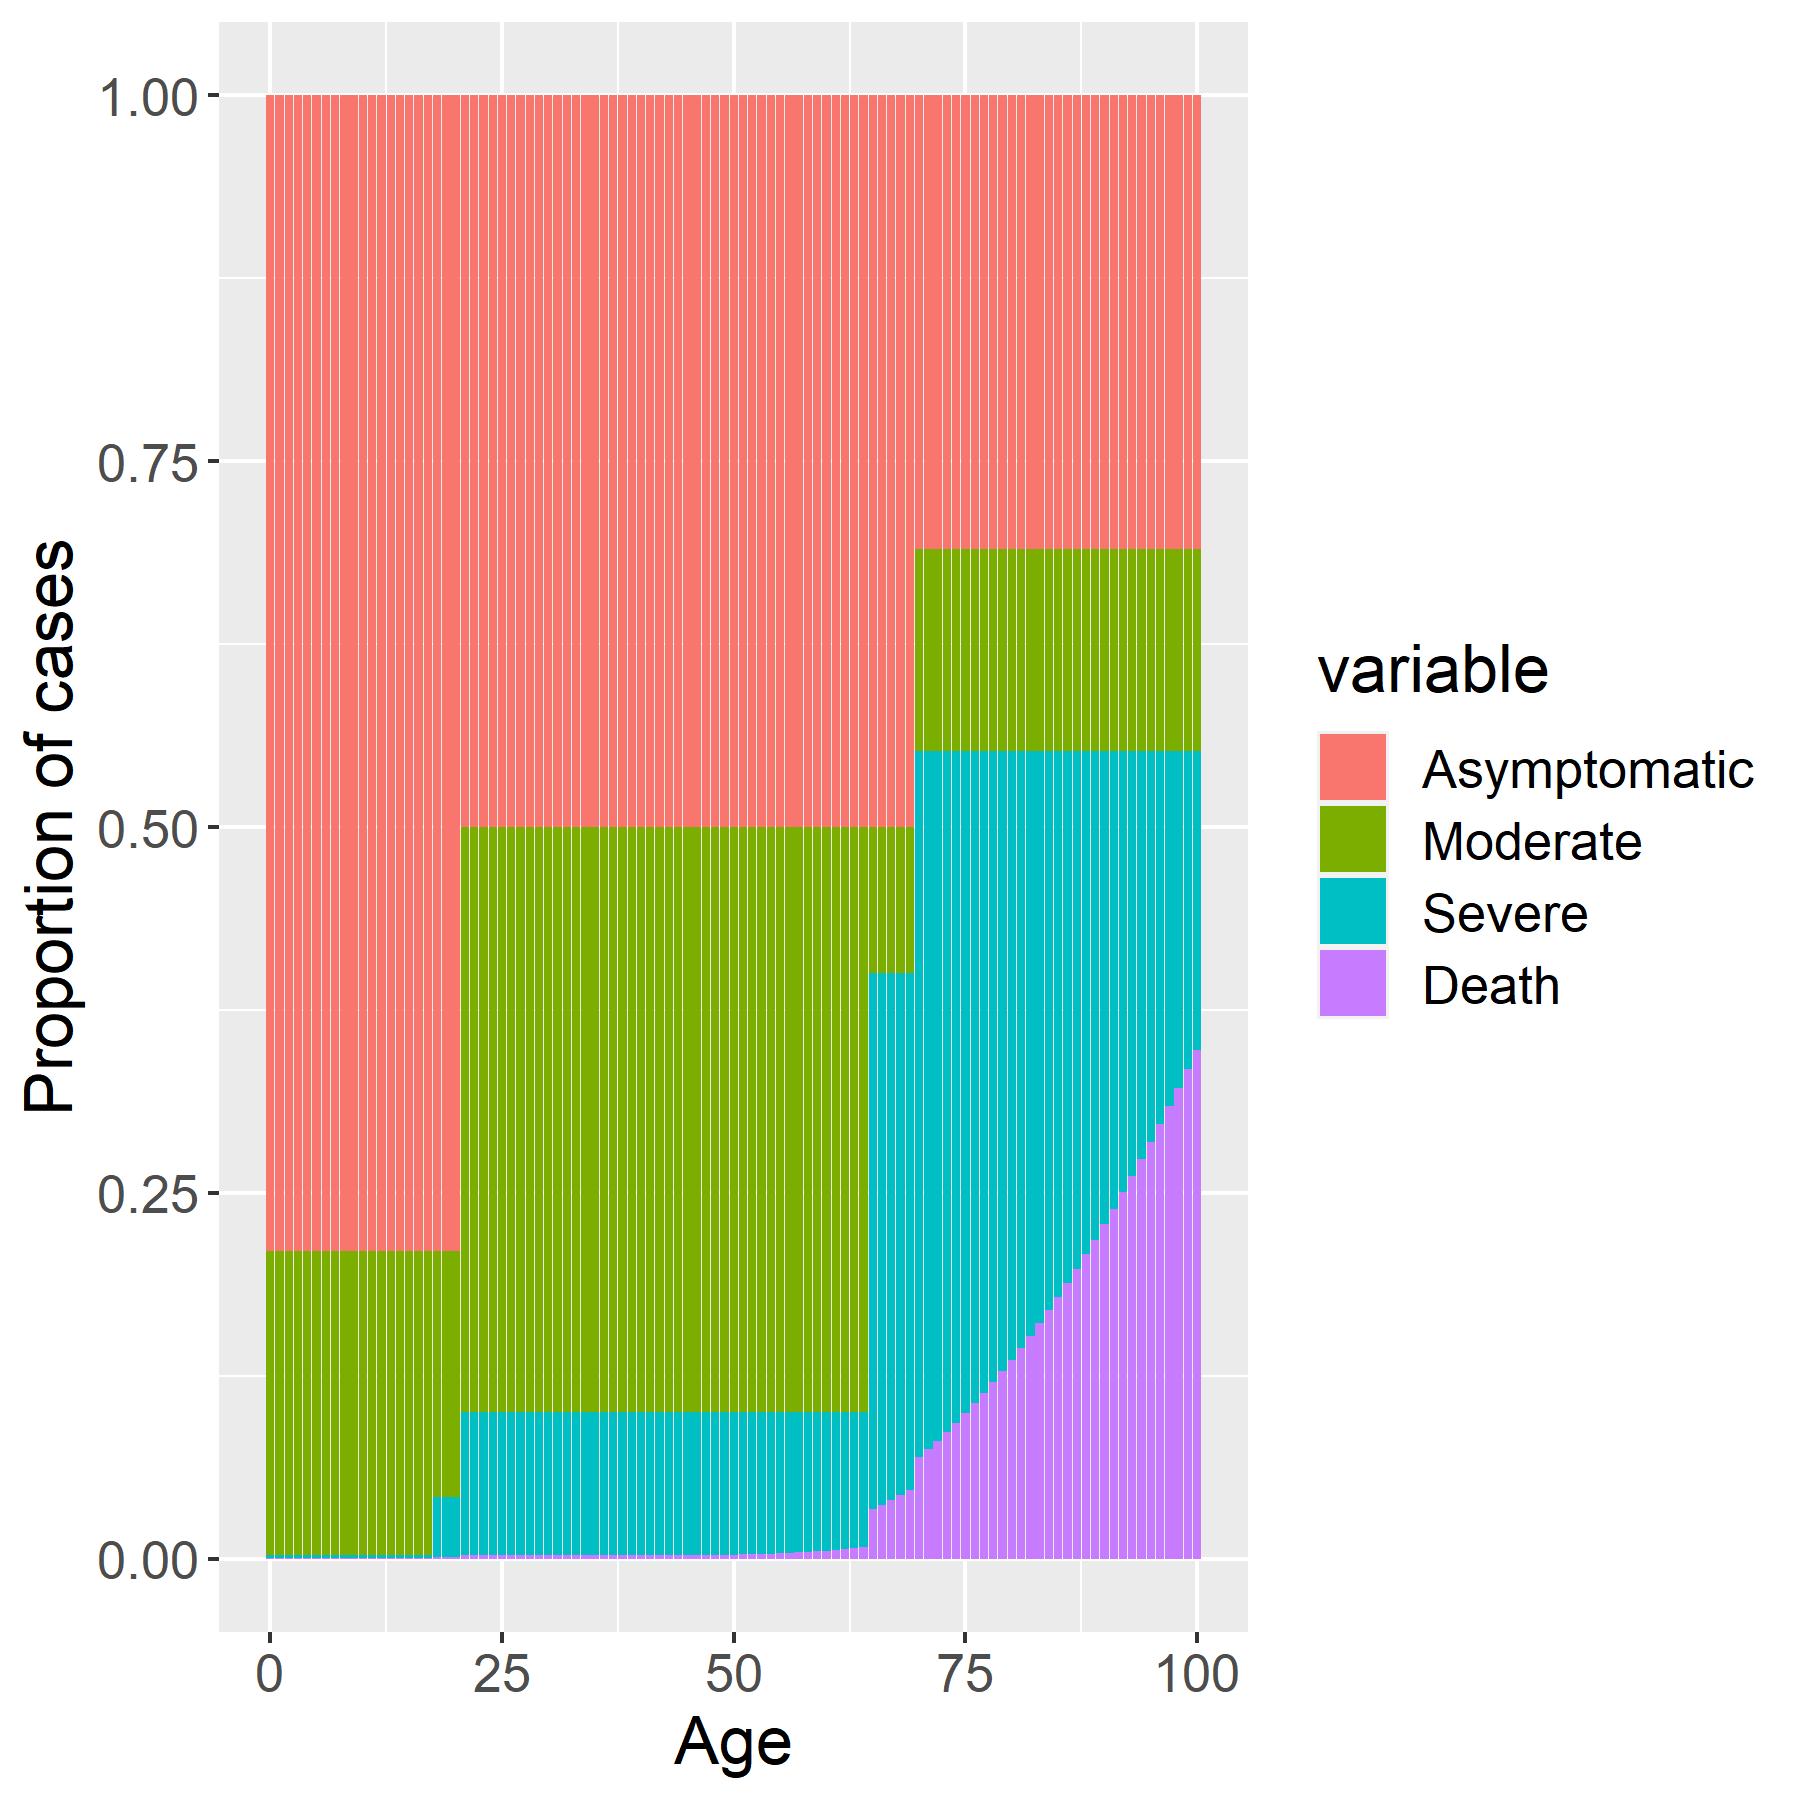 Proportion of cases
1.00
0.75
0.50
0.25
0.00
0 25 50 75 100
Age
variable
Asymptomatic
Moderate
Severe
Death